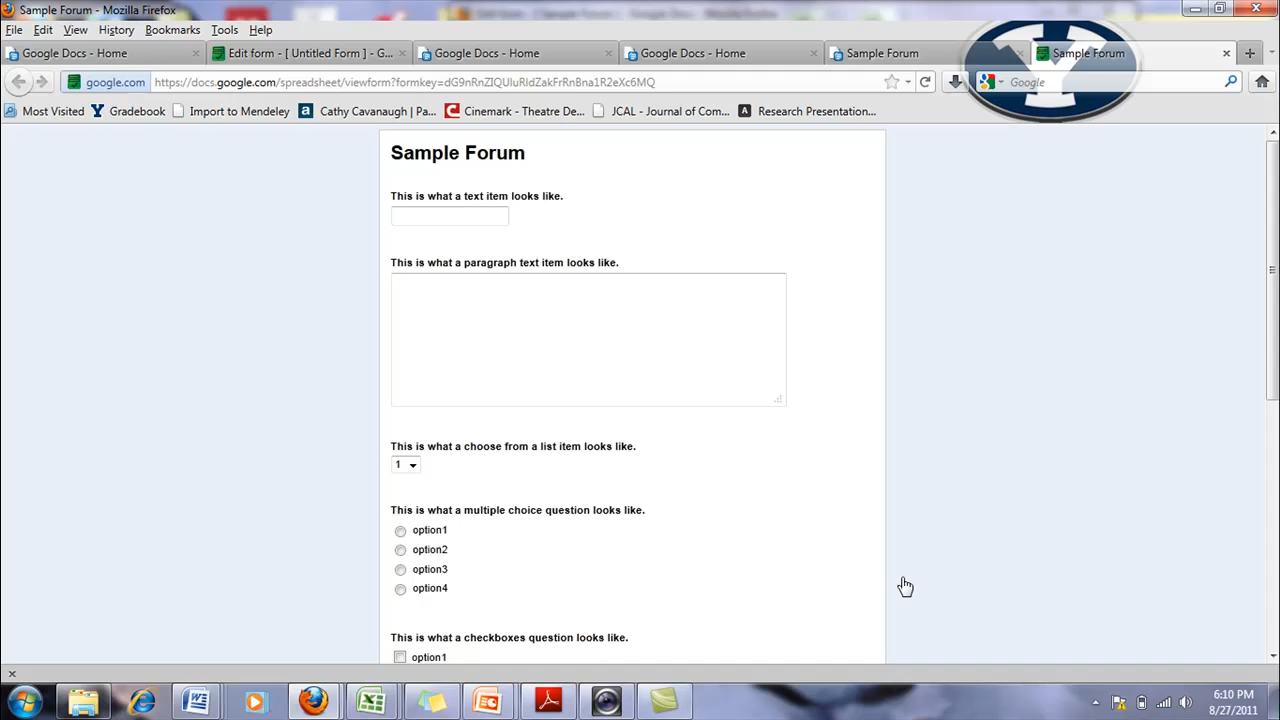 Sample Forum - Mozilla Firefox
File Edit View History Bookmarks Tools Help
Google Docs - Home × Edit form - [ Untitled form ] - G... × Google Docs - Home × Google Docs - Home × Sample Forum Sample Forum ×
google.com https://docs.google.com/spreadsheet/viewform?formkey=dG9nRnZIQUluRldZakFrRnBna1R2eXc6MQ Google
Most Visited Gradebook Import to Mendeley Cathy Cavanaugh | Pa... Cinemark - Theatre De... JCAL - Journal of Com... Research Presentation...
Sample Forum
This is what a text item looks like.
This is what a paragraph text item looks like.
This is what a choose from a list item looks like.
1
This is what a multiple choice question looks like.
option1
option2
option3
option4
This is what a checkboxes question looks like.
option1
6:10 PM
8/27/2011